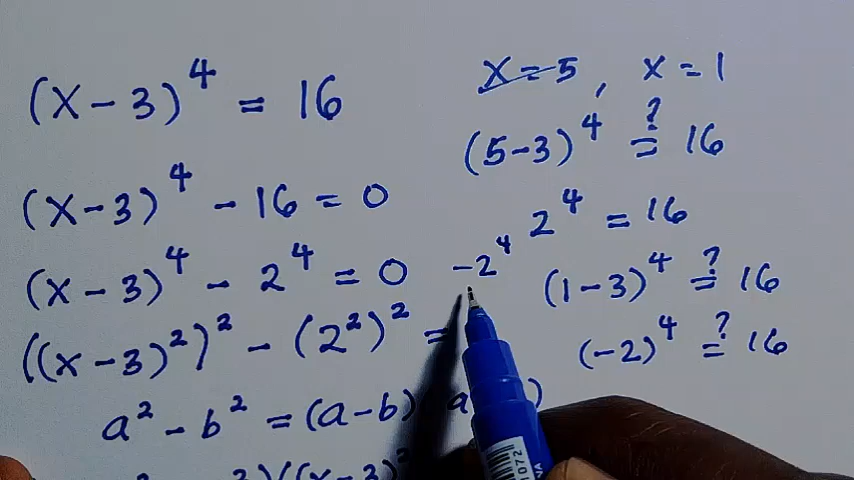 (x-3)⁴ = 16
(x-3)⁴ - 16 = 0
(x-3)⁴ - 2⁴ = 0
((x-3)²)² - (2²)² =
a² - b² = (a-b)
x = 5 , x = 1
(5-3)⁴ ≟ 16
2⁴ = 16
-2⁴
(1-3)⁴ ≟ 16
(-2)⁴ ≟ 16